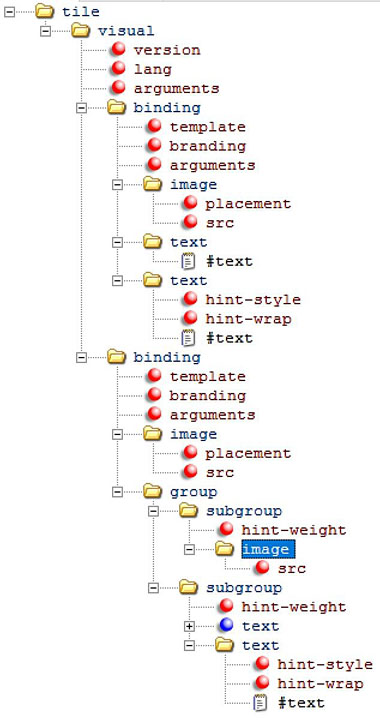 tile
visual
version
lang
arguments
binding
template
branding
arguments
image
placement
src
text
#text
text
hint-style
hint-wrap
#text
binding
template
branding
arguments
image
placement
src
group
subgroup
hint-weight
image
src
subgroup
hint-weight
text
text
hint-style
hint-wrap
#text